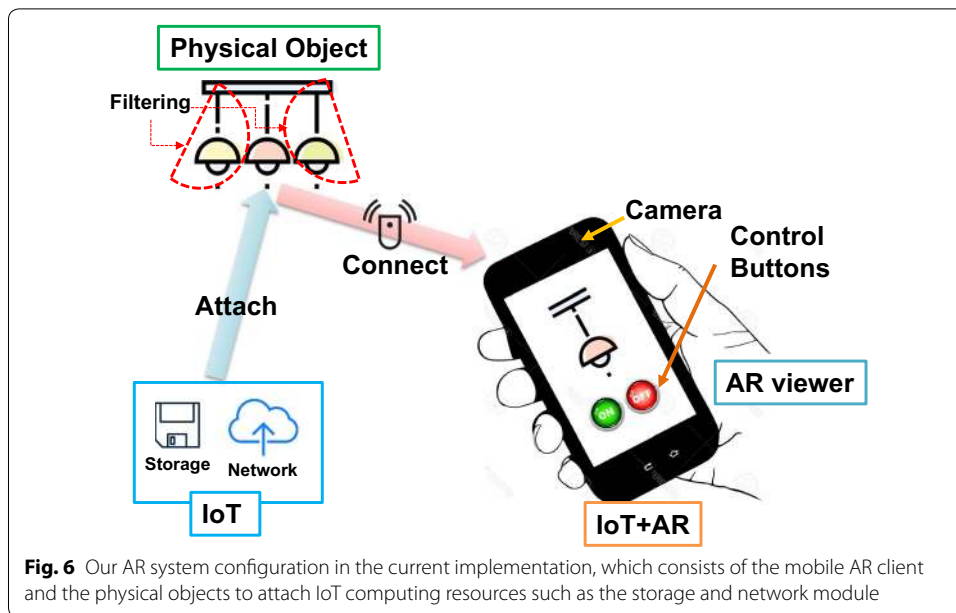 Physical Object
Filtering
Camera
Control
Buttons
Connect
Attach
AR viewer
ON
OFF
Storage
Network
IoT
IoT+AR
Fig. 6 Our AR system configuration in the current implementation, which consists of the mobile AR client
and the physical objects to attach IoT computing resources such as the storage and network module